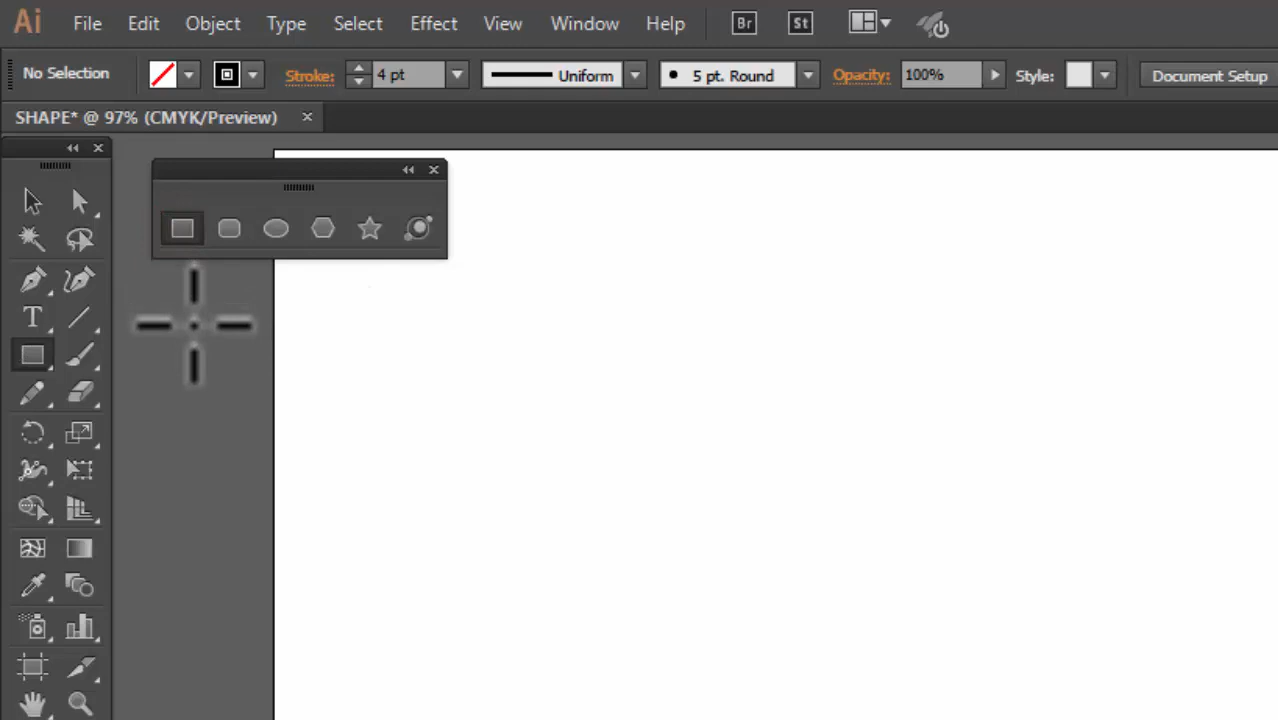 Ai File Edit Object Type Select Effect View Window Help Br St
No Selection Stroke: 4 pt Uniform 5 pt. Round Opacity: 100% Style: Document Setup
SHAPE* @ 97% (CMYK/Preview)
T